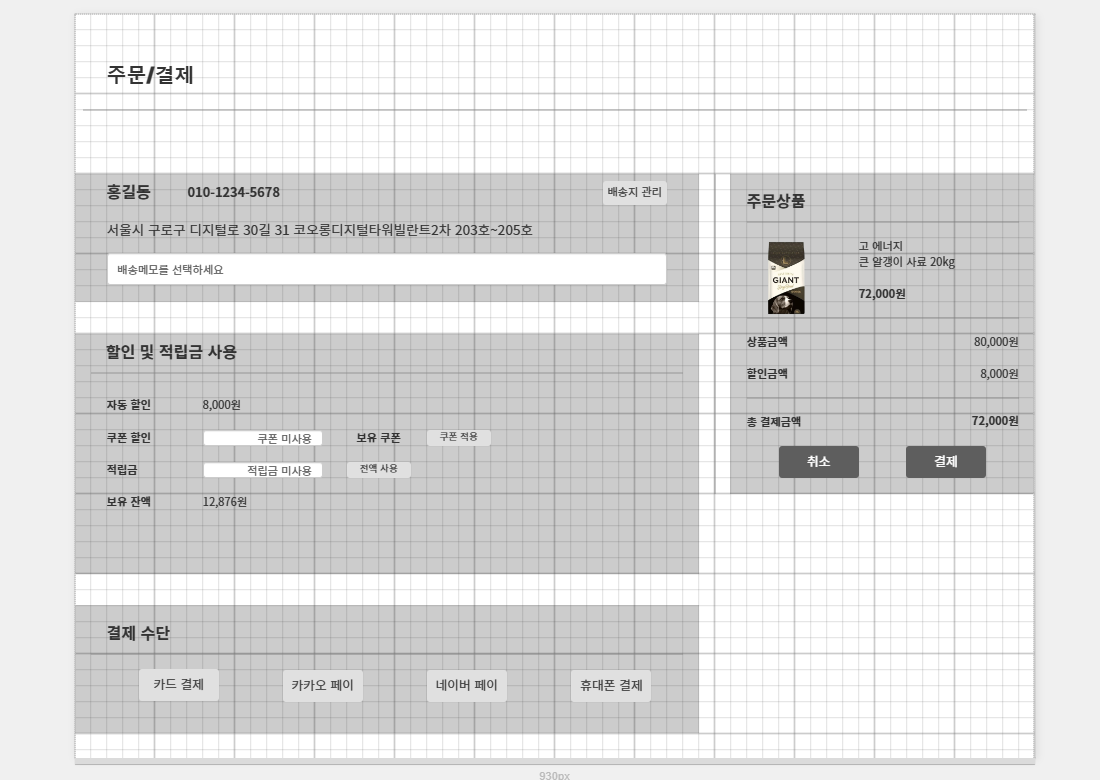 주문/결제
홍길동 010-1234-5678 배송지 관리
서울시 구로구 디지털로 30길 31 코오롱디지털타워빌란트2차 203호~205호
배송메모를 선택하세요
할인 및 적립금 사용
자동 할인 8,000원
쿠폰 할인 쿠폰 미사용 보유 쿠폰 쿠폰 적용
적립금 적립금 미사용 전액 사용
보유 잔액 12,876원
결제 수단
카드 결제 카카오 페이 네이버 페이 휴대폰 결제
주문상품
GIANT
고 에너지
큰 알갱이 사료 20kg
72,000원
상품금액 80,000원
할인금액 8,000원
총 결제금액 72,000원
취소 결제
930px